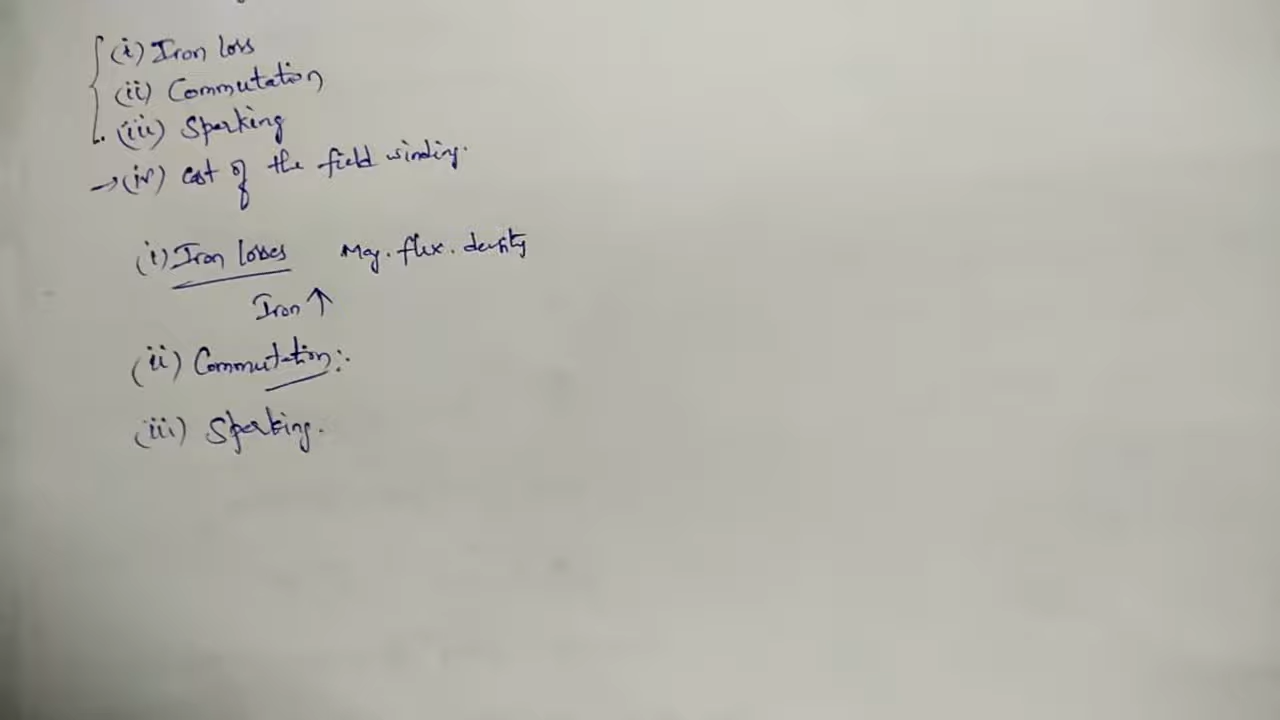 (i) Iron loss
(ii) Commutation
(iii) Sparking
→(iv) cost of the field winding.
(i) Iron losses Mag. flux. density
Iron ↑
(ii) Commutation:.
(iii) Sparking.